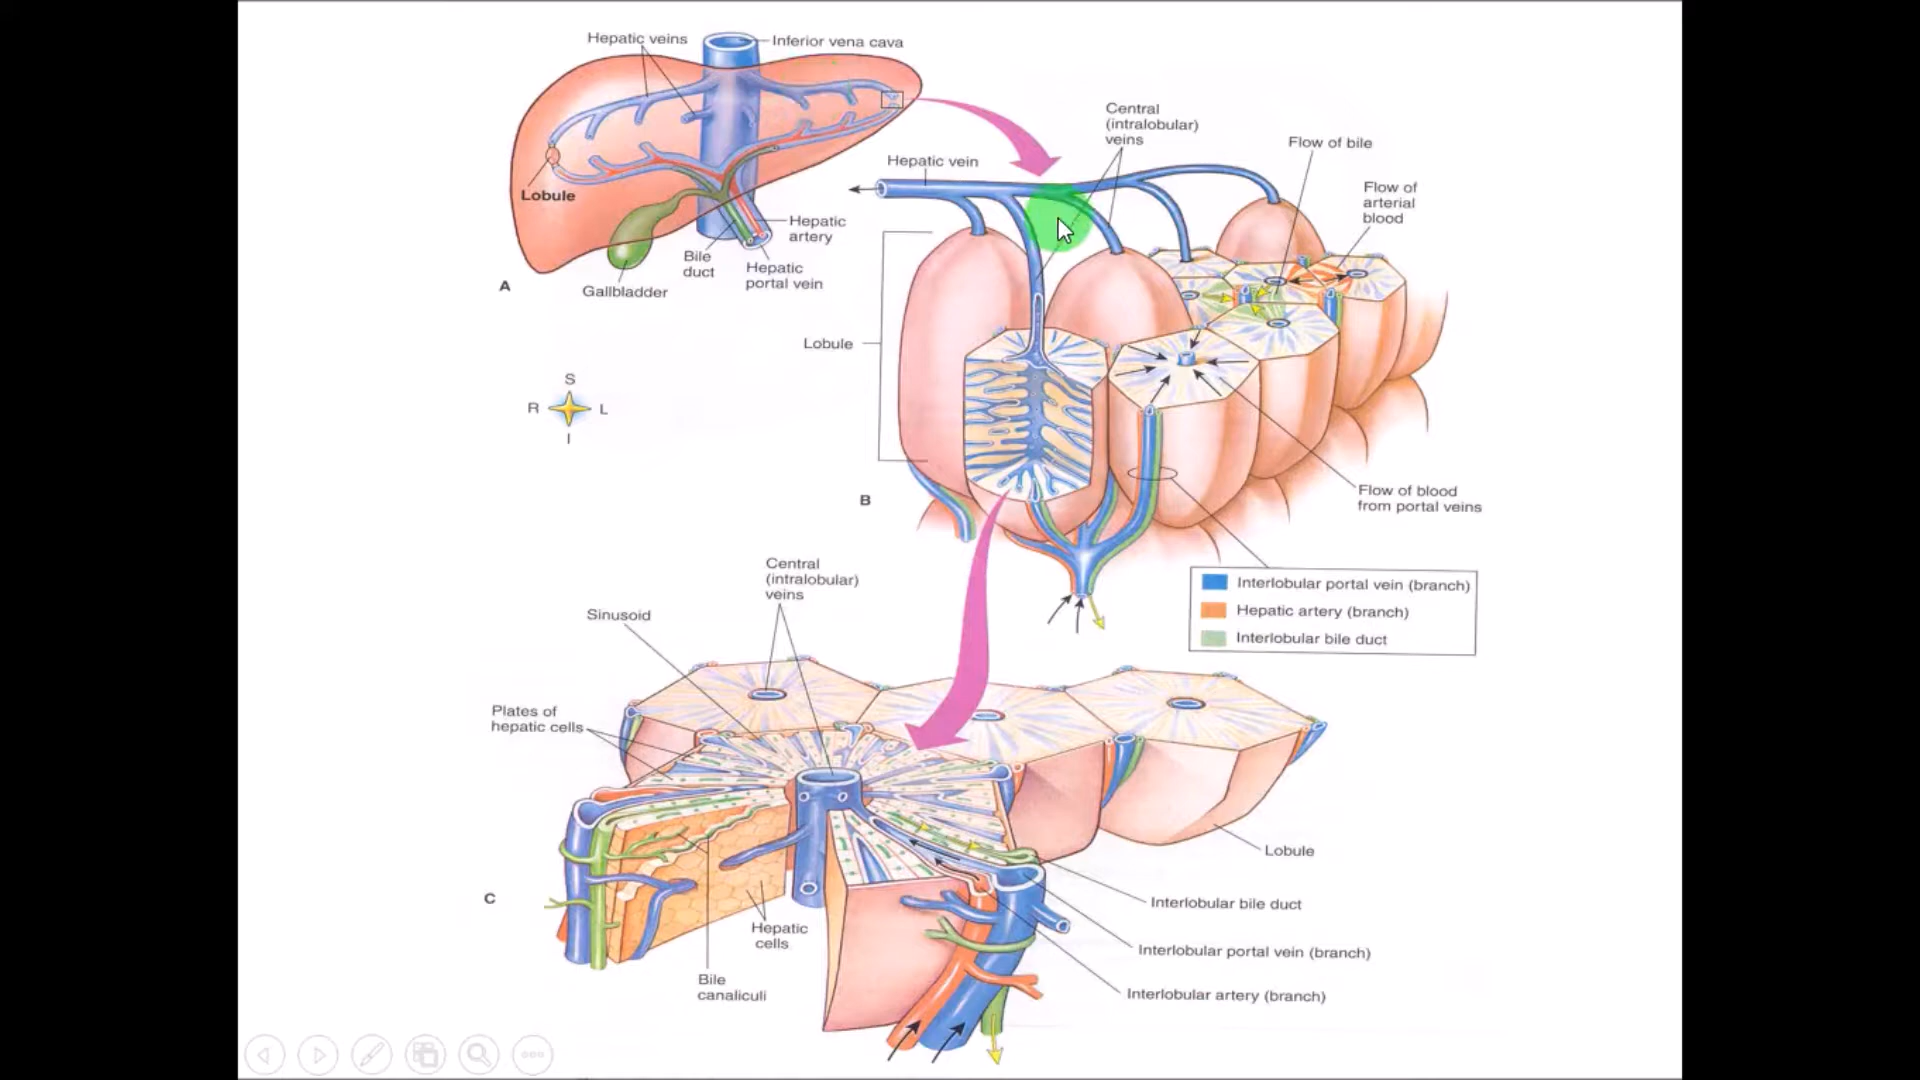 Hepatic veins
Inferior vena cava
Lobule
Hepatic
artery
Bile
duct
Hepatic
portal vein
Gallbladder
A
S
R
L
I
Central
(intralobular)
veins
Hepatic vein
Flow of bile
Flow of
arterial
blood
Lobule
B
Flow of blood
from portal veins
Interlobular portal vein (branch)
Hepatic artery (branch)
Interlobular bile duct
Central
(intralobular)
veins
Sinusoid
Plates of
hepatic cells
C
Hepatic
cells
Bile
canaliculi
Lobule
Interlobular bile duct
Interlobular portal vein (branch)
Interlobular artery (branch)